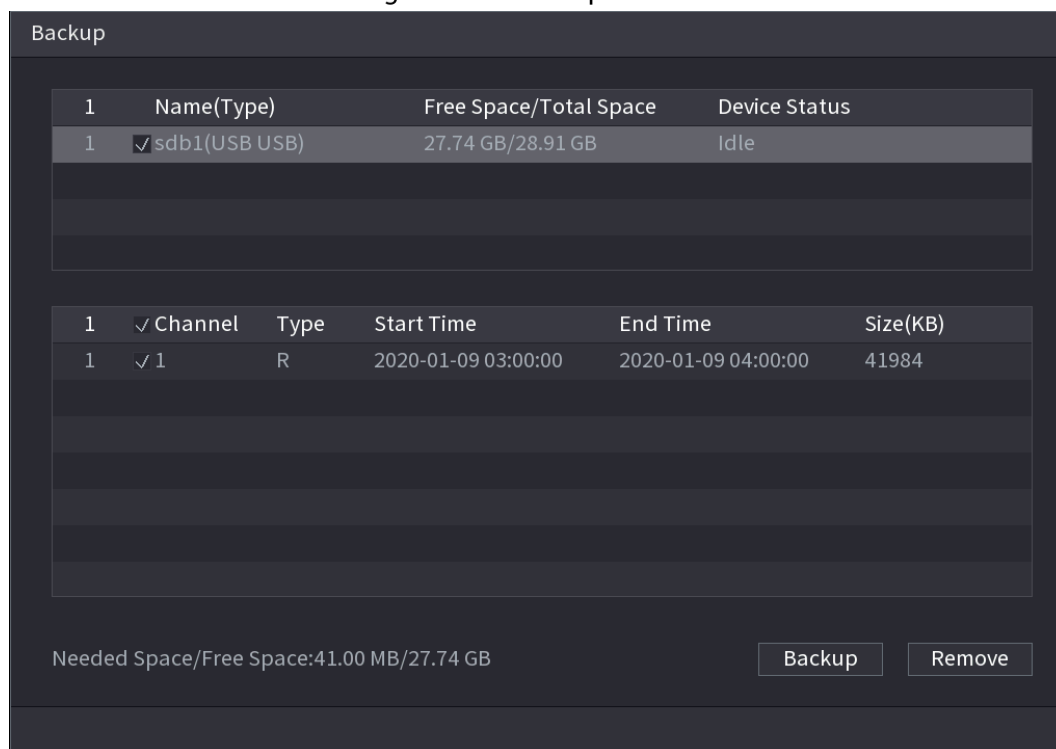 Backup
1 Name(Type) Free Space/Total Space Device Status
1 sdb1(USB USB) 27.74 GB/28.91 GB Idle
1 Channel Type Start Time End Time Size(KB)
1 1 R 2020-01-09 03:00:00 2020-01-09 04:00:00 41984
Needed Space/Free Space:41.00 MB/27.74 GB Backup Remove